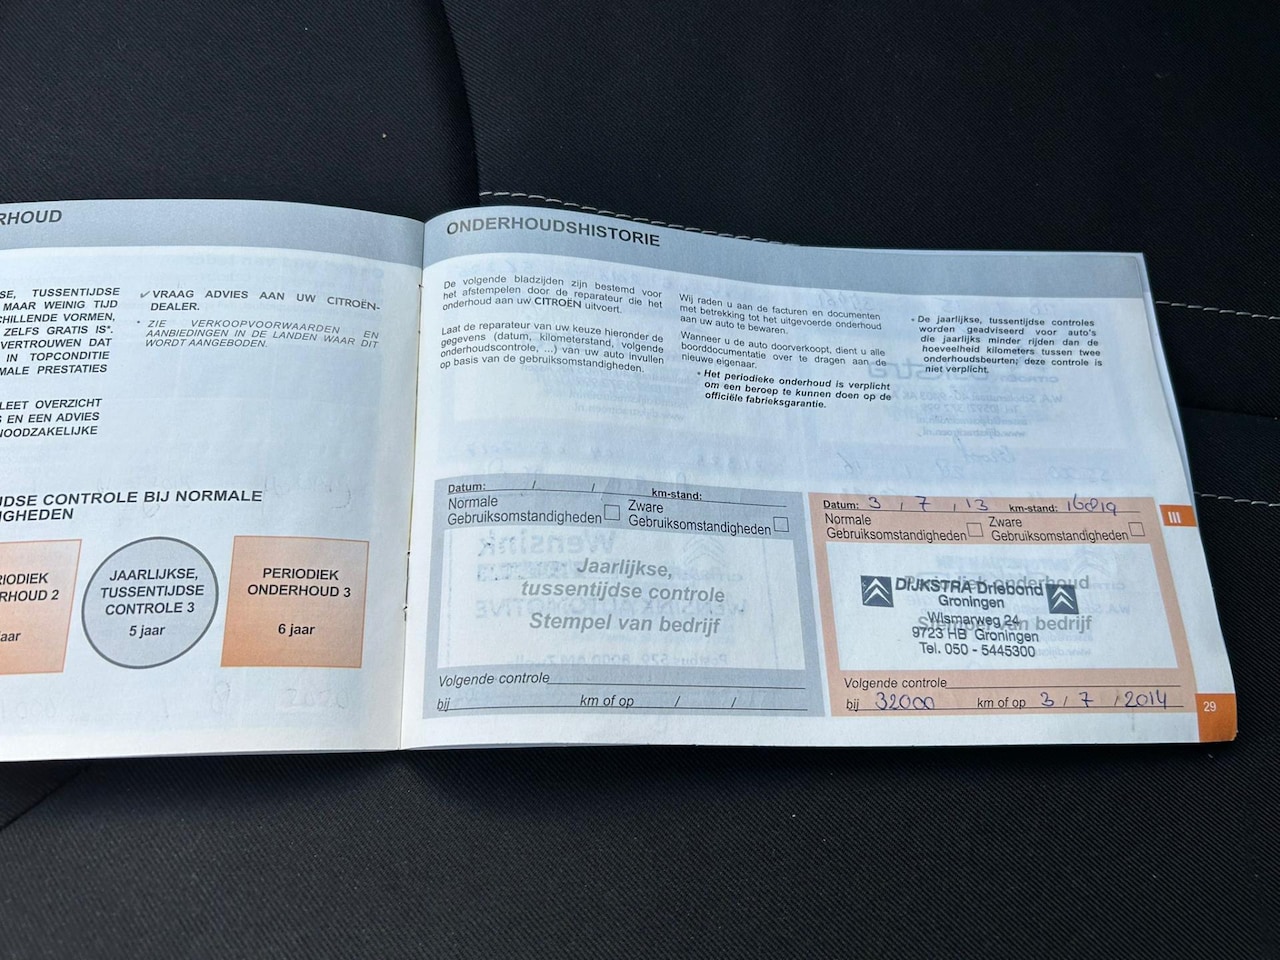 RHOUD
SE, TUSSENTIJDSE
MAAR WEINIG TIJD
CHILLENDE VORMEN,
ZELFS GRATIS IS*.
VERTROUWEN DAT
IN TOPCONDITIE
MALE PRESTATIES
LEET OVERZICHT
S EN EEN ADVIES
NOODZAKELIJKE
✓ VRAAG ADVIES AAN UW CITROËN-
DEALER.
* ZIE VERKOOPVOORWAARDEN EN
AANBIEDINGEN IN DE LANDEN WAAR DIT
WORDT AANGEBODEN.
JDSE CONTROLE BIJ NORMALE
IGHEDEN
RIODIEK
RHOUD 2
aar
JAARLIJKSE,
TUSSENTIJDSE
CONTROLE 3
5 jaar
PERIODIEK
ONDERHOUD 3
6 jaar
ONDERHOUDSHISTORIE
De volgende bladzijden zijn bestemd voor
het afstempelen door de reparateur die het
onderhoud aan uw CITROËN uitvoert.
Laat de reparateur van uw keuze hieronder de
gegevens (datum, kilometerstand, volgende
onderhoudscontrole, ...) van uw auto invullen
op basis van de gebruiksomstandigheden.
Wij raden u aan de facturen en documenten
met betrekking tot het uitgevoerde onderhoud
aan uw auto te bewaren.
Wanneer u de auto doorverkoopt, dient u alle
boorddocumentatie over te dragen aan de
nieuwe eigenaar.
* Het periodieke onderhoud is verplicht
om een beroep te kunnen doen op de
officiële fabrieksgarantie.
* De jaarlijkse, tussentijdse controles
worden geadviseerd voor auto's
die jaarlijks minder rijden dan de
hoeveelheid kilometers tussen twee
onderhoudsbeurten; deze controle is
niet verplicht.
Datum: / / km-stand:
Normale Gebruiksomstandigheden Zware Gebruiksomstandigheden
Jaarlijkse,
tussentijdse controle
Stempel van bedrijf
Volgende controle
bij km of op / /
Datum: 3 / 7 / 13 km-stand: 16819
Normale Gebruiksomstandigheden Zware Gebruiksomstandigheden
Periodiek onderhoud
Stempel van bedrijf
DIJKSTRA Driebond
Groningen
Wismarweg 24
9723 HB Groningen
Tel. 050 - 5445300
Volgende controle
bij 32000 km of op 3 / 7 / 2014
III
29